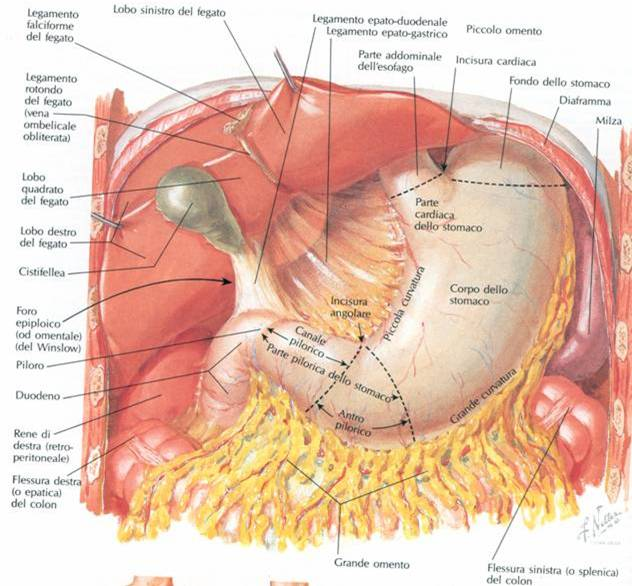 Legamento
falciforme
del fegato
Lobo sinistro del fegato
Legamento epato-duodenale
Legamento epato-gastrico
Piccolo omento
Parte addominale
dell'esofago
Incisura cardiaca
Fondo dello stomaco
Diaframma
Milza
Legamento
rotondo
del fegato
(vena
ombelicale
obliterata)
Lobo
quadrato
del fegato
Lobo destro
del fegato
Cistifellea
Foro
epiploico
(od omentale)
(del Winslow)
Piloro
Duodeno
Rene di
destra (retro-
peritoneale)
Flessura destra
(o epatica)
del colon
Parte
cardiaca
dello stomaco
Corpo dello
stomaco
Incisura
angolare
Piccola curvatura
Canale
pilorico
Parte pilorica dello stomaco
Antro
pilorico
Grande curvatura
Grande omento
Flessura sinistra (o splenica)
del colon
F. Netter